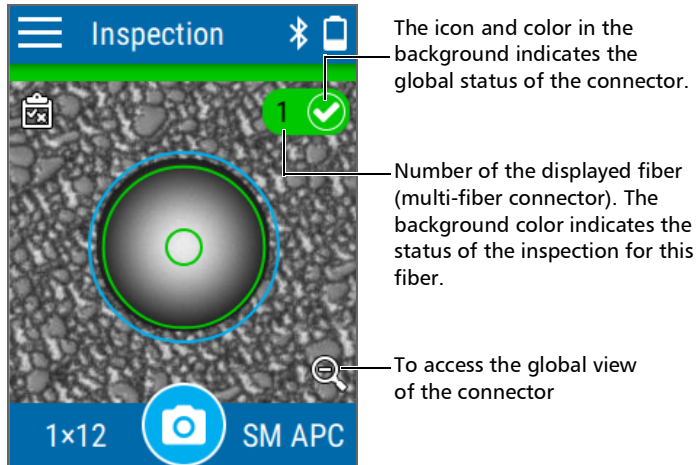 Inspection
The icon and color in the
background indicates the
global status of the connector.
1
Number of the displayed fiber
(multi-fiber connector). The
background color indicates the
status of the inspection for this
fiber.
To access the global view
of the connector
1×12
SM APC